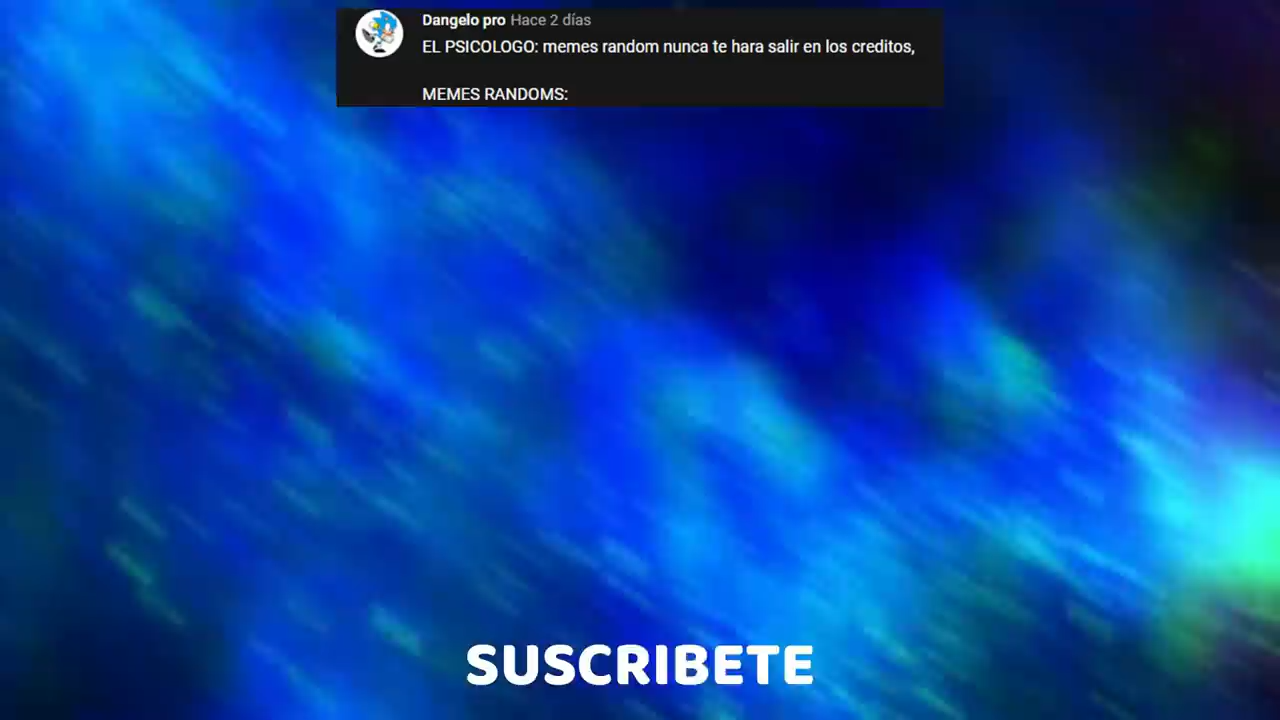 Dangelo pro Hace 2 días
EL PSICOLOGO: memes random nunca te hara salir en los creditos,
MEMES RANDOMS:
SUSCRIBETE